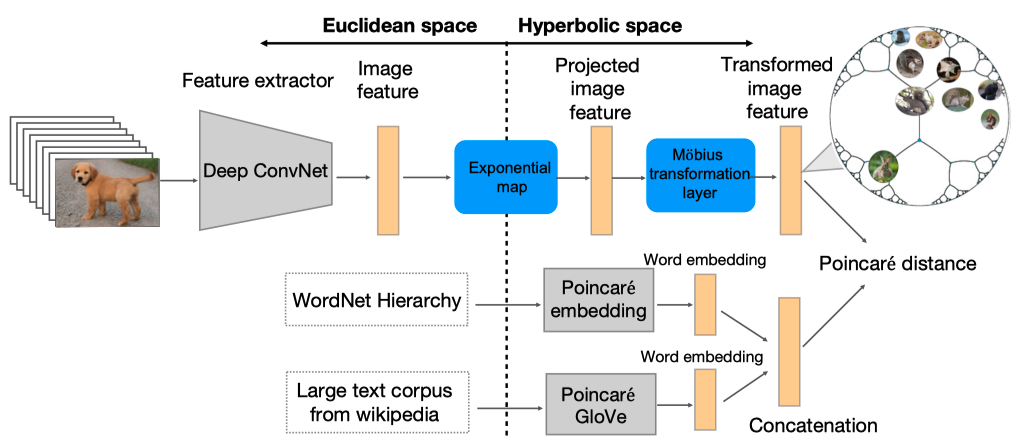 Euclidean space
Hyperbolic space
Feature extractor
Image
feature
Projected
image
feature
Transformed
image
feature
Deep ConvNet
Exponential
map
Möbius
transformation
layer
Poincaré distance
WordNet Hierarchy
Poincaré
embedding
Word embedding
Large text corpus
from wikipedia
Poincaré
GloVe
Word embedding
Concatenation